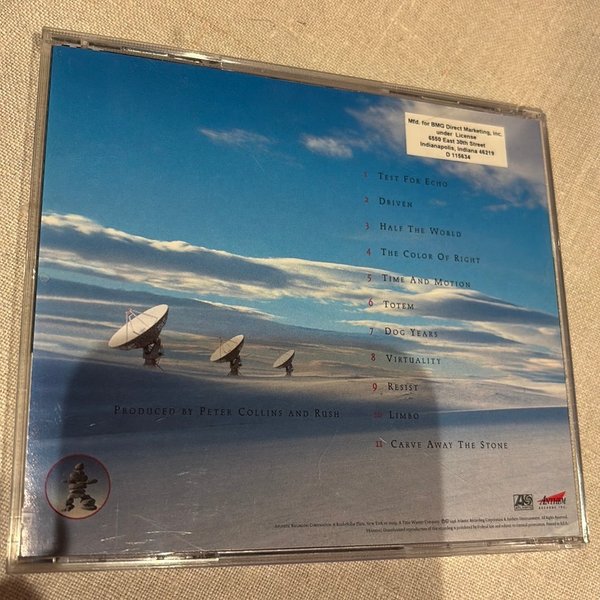 Mfd. for BMG Direct Marketing, Inc.
under License
6550 East 30th Street
Indianapolis, Indiana 46219
D 115634
1 Test For Echo
2 Driven
3 Half The World
4 The Color Of Right
5 Time And Motion
6 Totem
7 Dog Years
8 Virtuality
9 Resist
10 Limbo
11 Carve Away The Stone
Produced by Peter Collins and Rush
ANTHEM